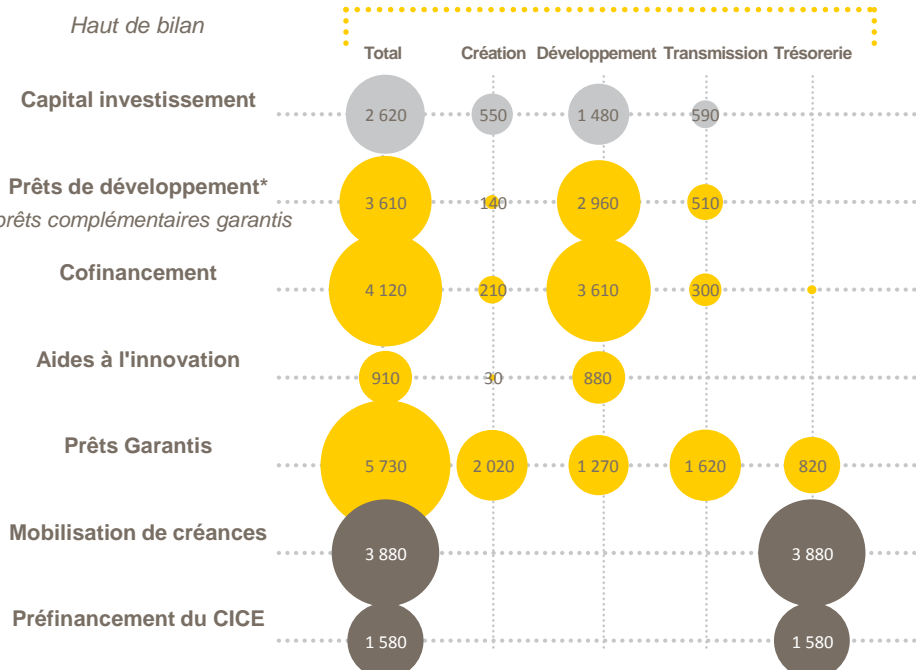 Haut de bilan
Total Création Développement Transmission Trésorerie
Capital investissement
2 620 550 1 480 590
Prêts de développement*
3 610 140 2 960 510
prêts complémentaires garantis
Cofinancement
4 120 210 3 610 300
Aides à l'innovation
910 30 880
Prêts Garantis
5 730 2 020 1 270 1 620 820
Mobilisation de créances
3 880 3 880
Préfinancement du CICE
1 580 1 580